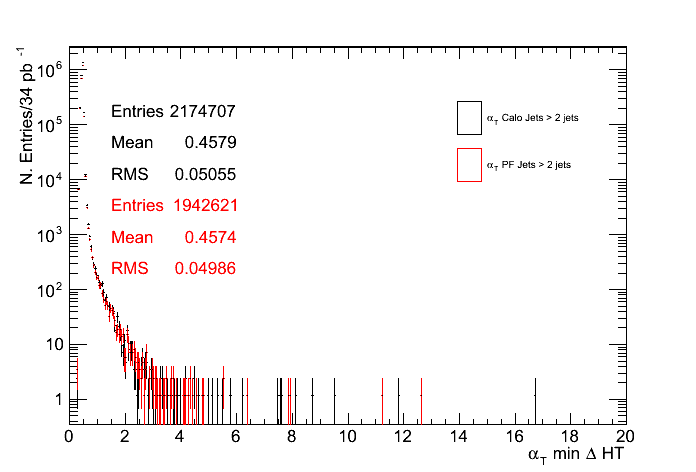 N. Entries/34 pb⁻¹
10⁶
10⁵
10⁴
10³
10²
10
1
Entries 2174707
Mean 0.4579
RMS 0.05055
Entries 1942621
Mean 0.4574
RMS 0.04986
α_T Calo Jets > 2 jets
α_T PF Jets > 2 jets
0 2 4 6 8 10 12 14 16 18 20
α_T min Δ HT